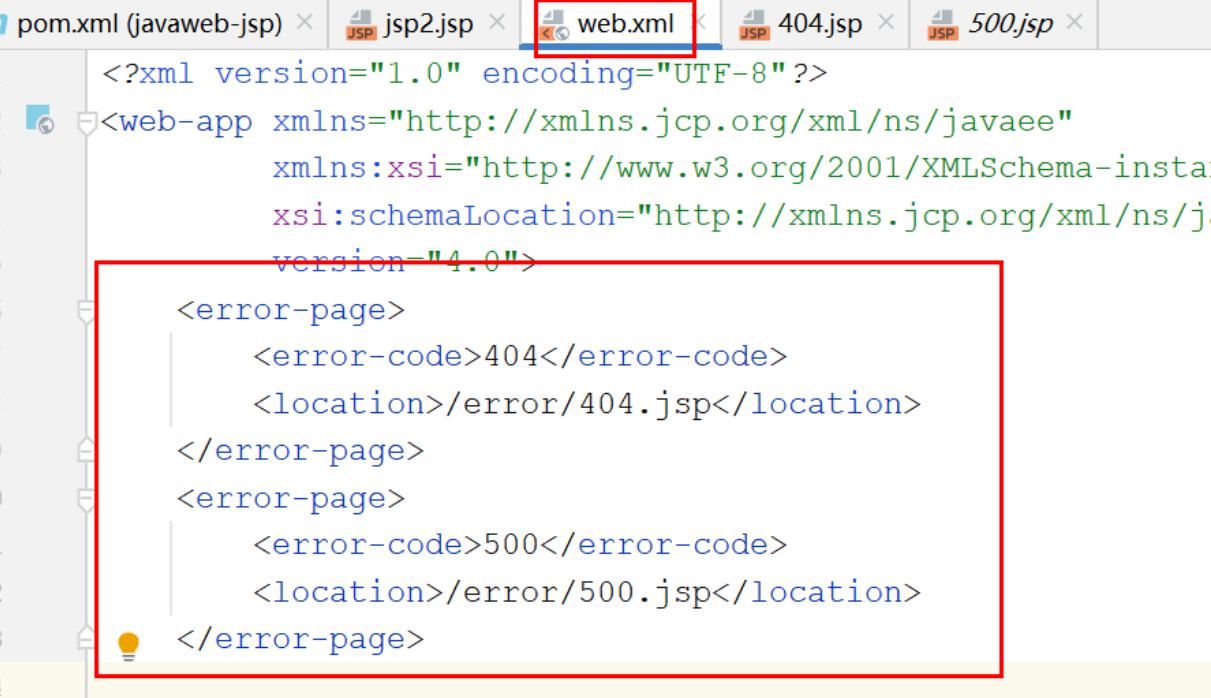 pom.xml (javaweb-jsp) jsp2.jsp web.xml 404.jsp 500.jsp
<?xml version="1.0" encoding="UTF-8"?>
<web-app xmlns="http://xmlns.jcp.org/xml/ns/javaee"
xmlns:xsi="http://www.w3.org/2001/XMLSchema-insta
xsi:schemaLocation="http://xmlns.jcp.org/xml/ns/j
version="4.0">
<error-page>
<error-code>404</error-code>
<location>/error/404.jsp</location>
</error-page>
<error-page>
<error-code>500</error-code>
<location>/error/500.jsp</location>
</error-page>